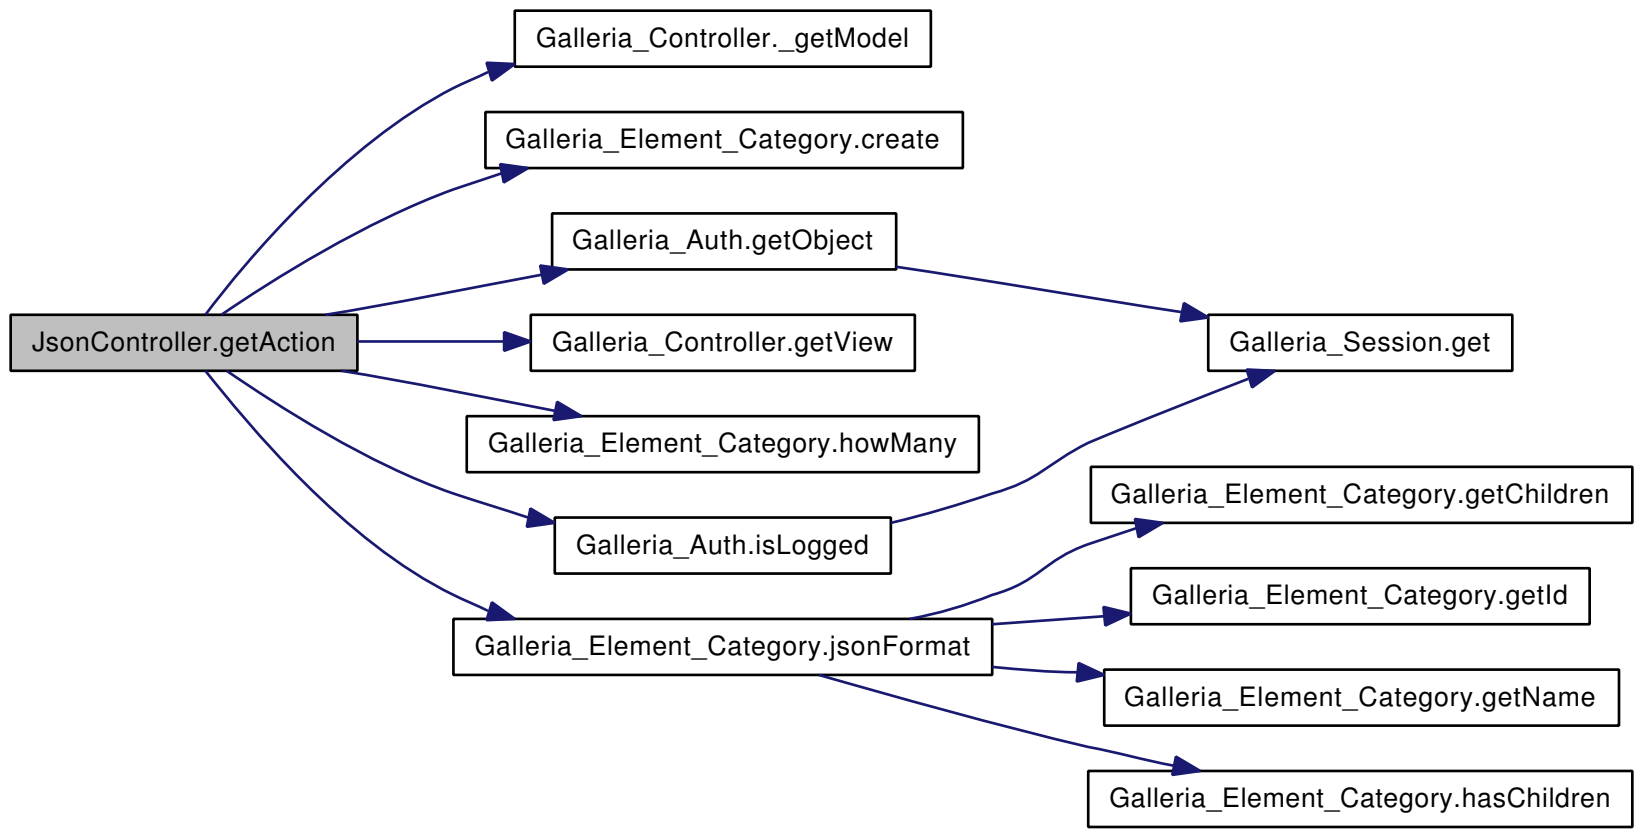 Galleria_Controller._getModel
Galleria_Element_Category.create
Galleria_Auth.getObject
JsonController.getAction
Galleria_Controller.getView
Galleria_Session.get
Galleria_Element_Category.howMany
Galleria_Element_Category.getChildren
Galleria_Auth.isLogged
Galleria_Element_Category.getId
Galleria_Element_Category.jsonFormat
Galleria_Element_Category.getName
Galleria_Element_Category.hasChildren